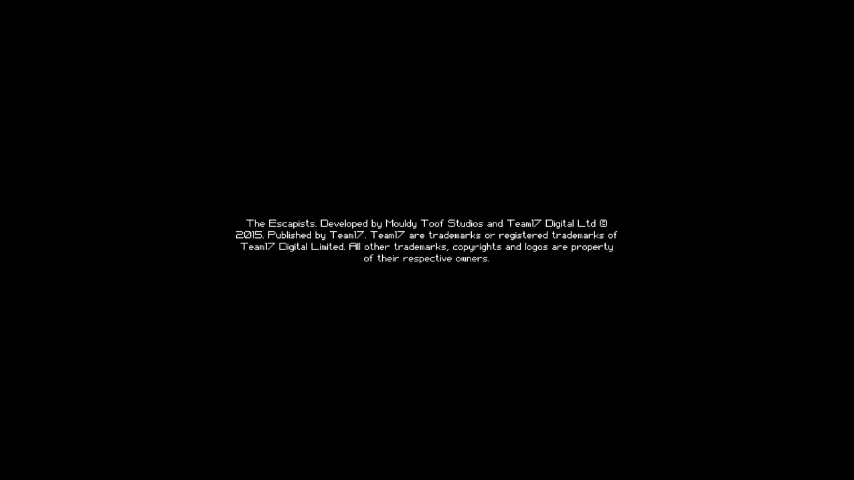 The Escapists. Developed by Mouldy Toof Studios and Team17 Digital Ltd ©
2015. Published by Team17. Team17 are trademarks or registered trademarks of
Team17 Digital Limited. All other trademarks, copyrights and logos are property
of their respective owners.